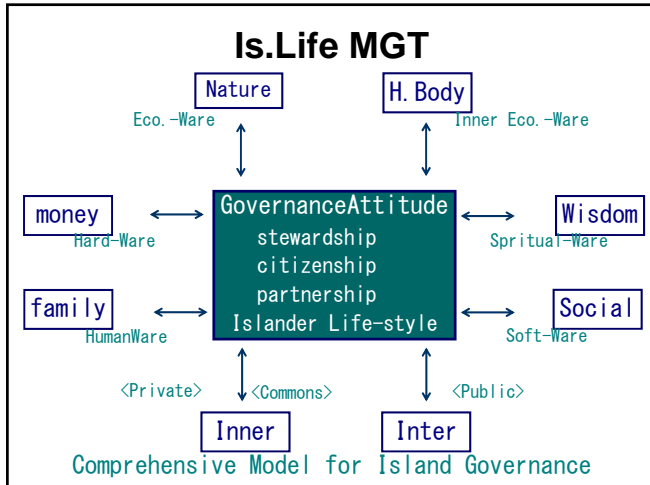 Is.Life MGT
Nature
H.Body
Eco.-Ware
Inner Eco.-Ware
GovernanceAttitude
money
Wisdom
Hard-Ware
stewardship
Spritual-Ware
citizenship
partnership
family
Social
Islander Life-style
HumanWare
Soft-Ware
<Private>
<Commons>
<Public>
Inner
Inter
Comprehensive Model for Island Governance